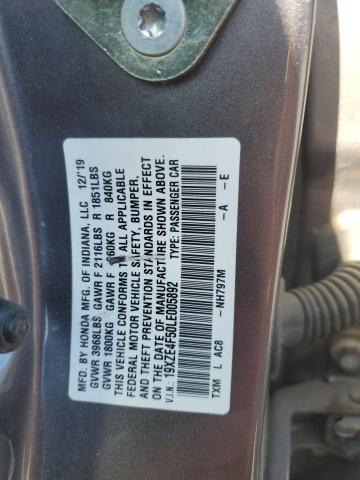 MFD. BY HONDA MFG. OF INDIANA, LLC 12/'19
GVWR 3968LBS GAWR F 2116LBS R 1851LBS
GVWR 1800KG GAWR F 960KG R 840KG
THIS VEHICLE CONFORMS TO ALL APPLICABLE
FEDERAL MOTOR VEHICLE SAFETY, BUMPER,
AND THEFT PREVENTION STANDARDS IN EFFECT
ON THE DATE OF MANUFACTURE SHOWN ABOVE.
V.I.N.: 19XZE4F50LE005892 TYPE: PASSENGER CAR
TXM L AC8 -NH797M -A -E